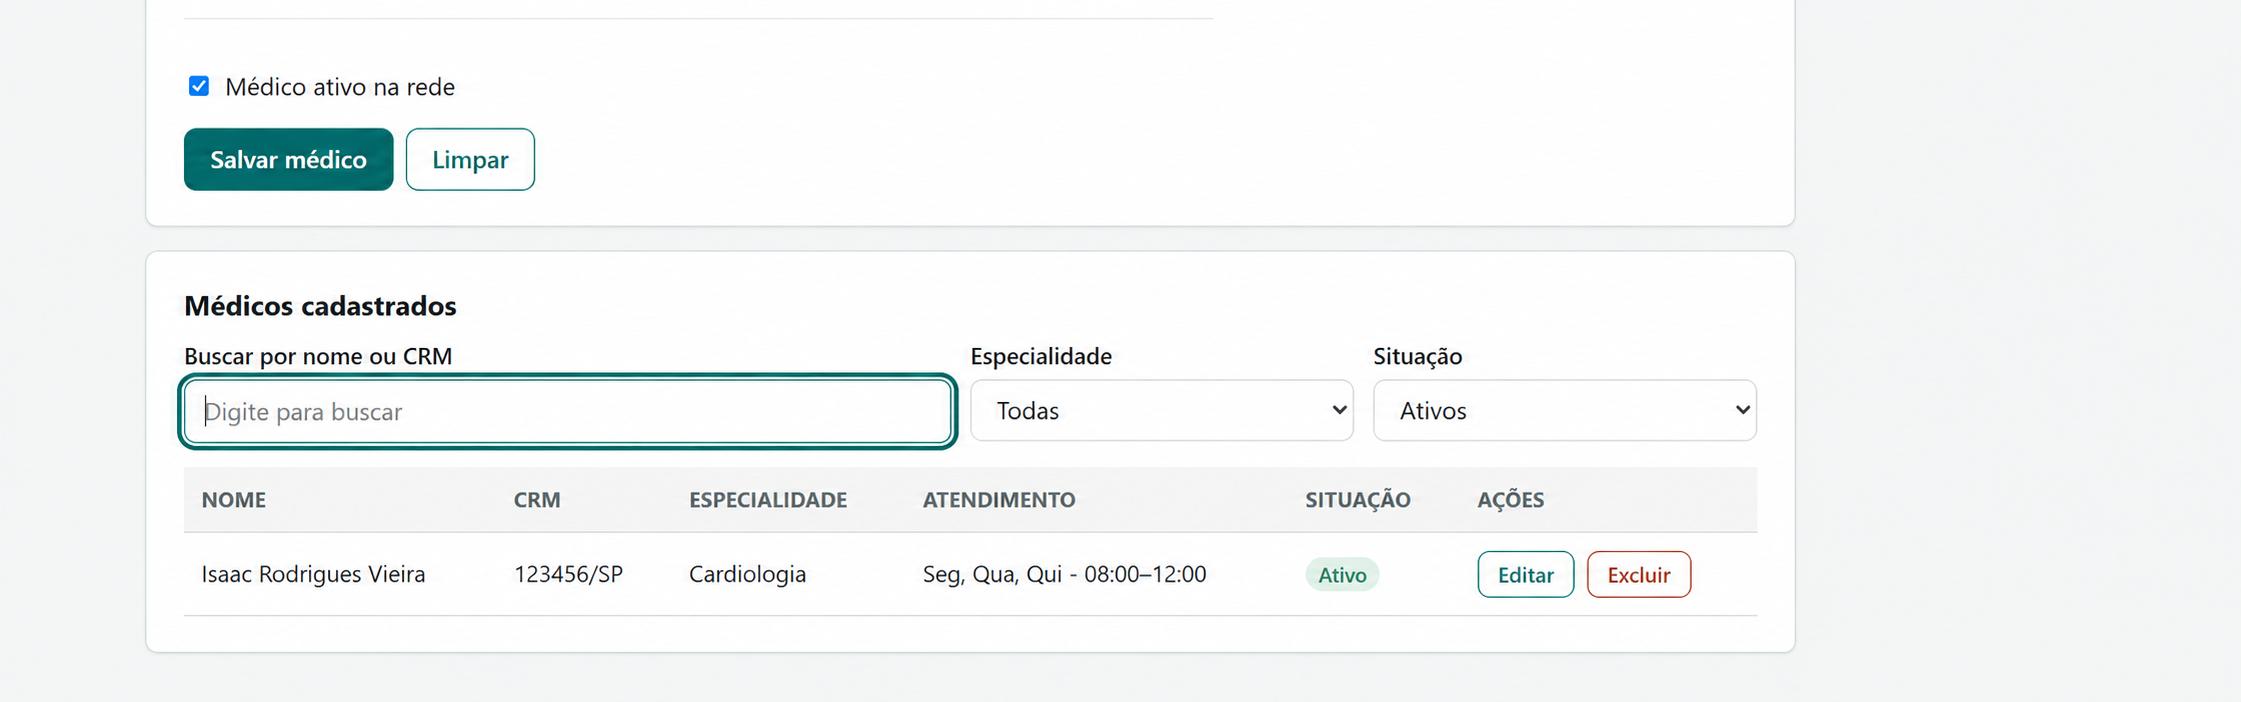 Médico ativo na rede
Salvar médico Limpar
Médicos cadastrados
Buscar por nome ou CRM Especialidade Situação
Digite para buscar Todas Ativos
NOME CRM ESPECIALIDADE ATENDIMENTO SITUAÇÃO AÇÕES
Isaac Rodrigues Vieira 123456/SP Cardiologia Seg, Qua, Qui - 08:00–12:00 Ativo Editar Excluir